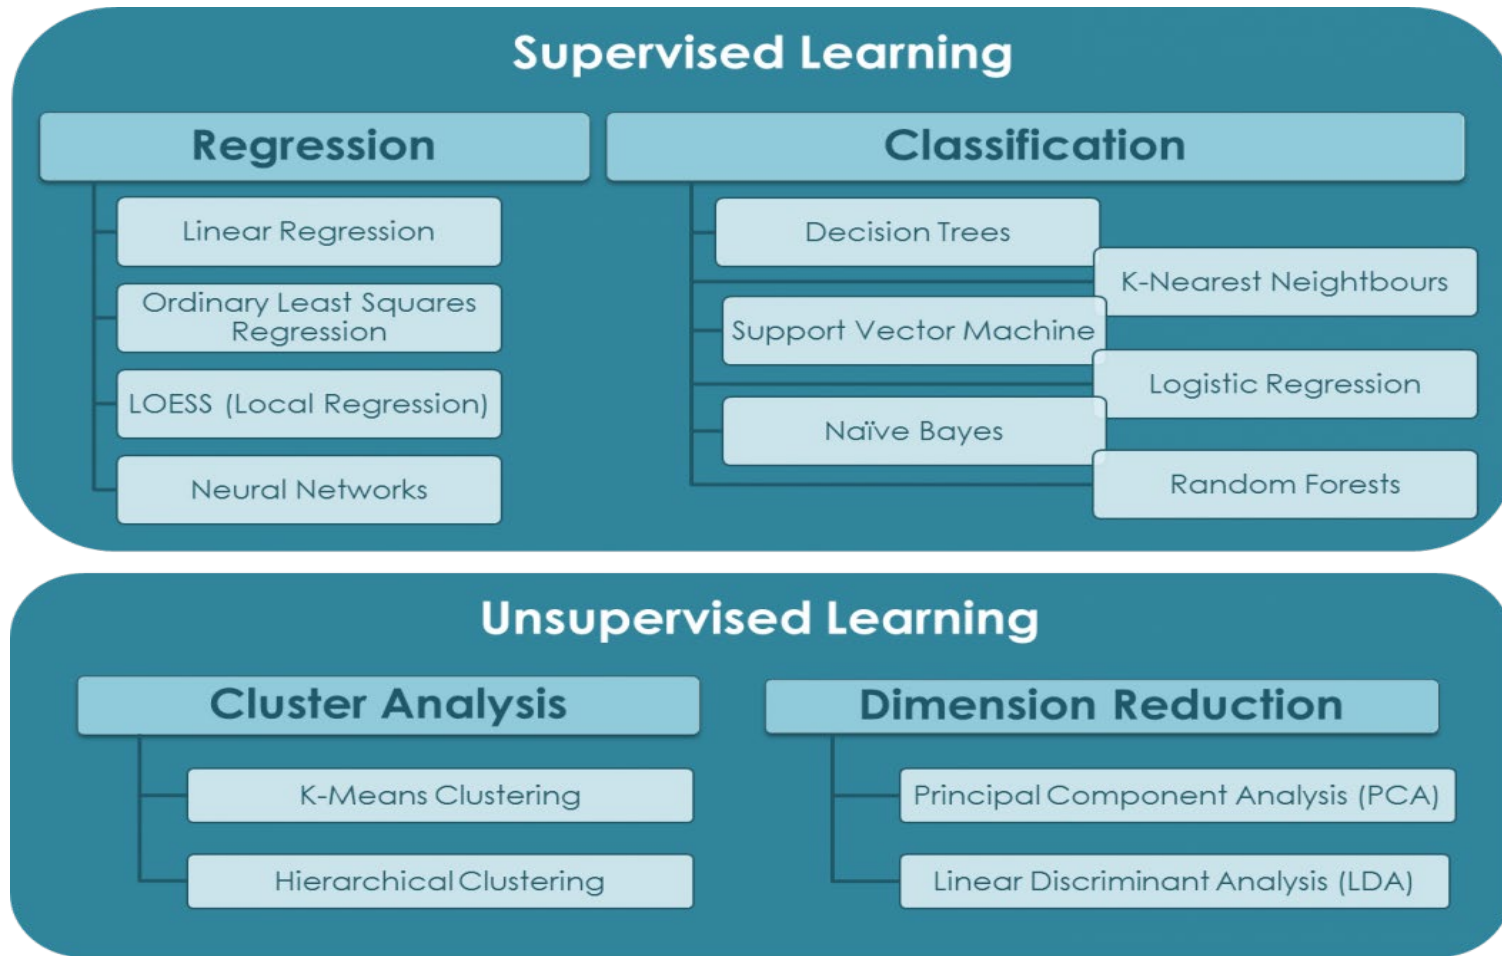 Supervised Learning
Regression
Linear Regression
Ordinary Least Squares
Regression
LOESS (Local Regression)
Neural Networks
Classification
Decision Trees
K-Nearest Neightbours
Support Vector Machine
Logistic Regression
Naïve Bayes
Random Forests
Unsupervised Learning
Cluster Analysis
K-Means Clustering
Hierarchical Clustering
Dimension Reduction
Principal Component Analysis (PCA)
Linear Discriminant Analysis (LDA)